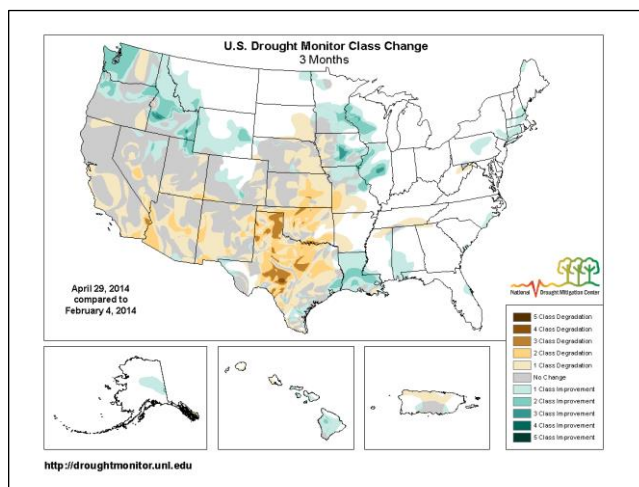 U.S. Drought Monitor Class Change
3 Months
April 29, 2014
compared to
February 4, 2014
National Drought Mitigation Center
5 Class Degradation
4 Class Degradation
3 Class Degradation
2 Class Degradation
1 Class Degradation
No Change
1 Class Improvement
2 Class Improvement
3 Class Improvement
4 Class Improvement
5 Class Improvement
http://droughtmonitor.unl.edu